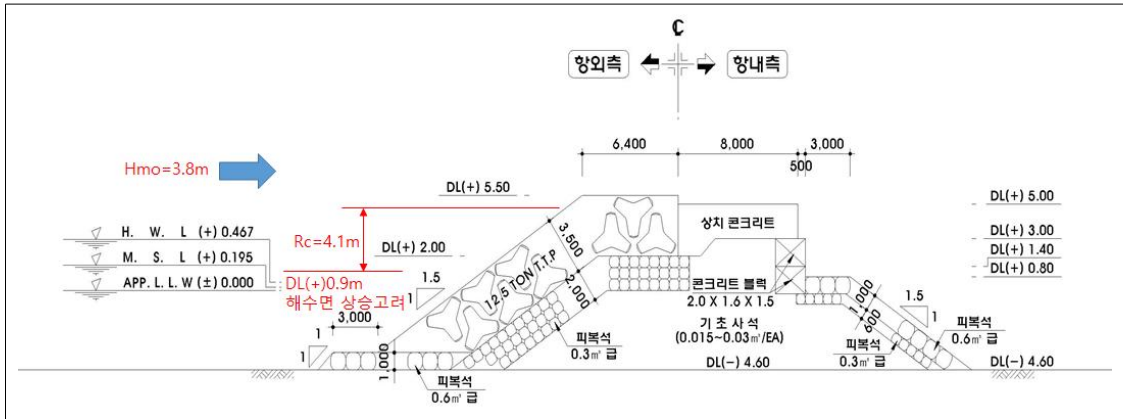 ℄
항외측
항내측
6,400
8,000
3,000
500
Hmo=3.8m
DL(+) 5.50
DL(+) 5.00
상치 콘크리트
H. W. L (+) 0.467
Rc=4.1m
DL(+) 2.00
3,500
DL(+) 3.00
M. S. L (+) 0.195
DL(+) 1.40
DL(+) 0.80
APP. L. L. W (±) 0.000
DL(+)0.9m
해수면 상승고려
1.5
1
12.5 TON T.T.P
2,000
콘크리트 블럭
2.0 X 1.6 X 1.5
기 초 사 석
(0.015~0.03㎥/EA)
1,000
600
1.5
1
3,000
1
1
1,000
피복석
0.3㎥ 급
피복석
0.6㎥ 급
피복석
0.3㎥ 급
피복석
0.6㎥ 급
DL(-) 4.60
DL(-) 4.60